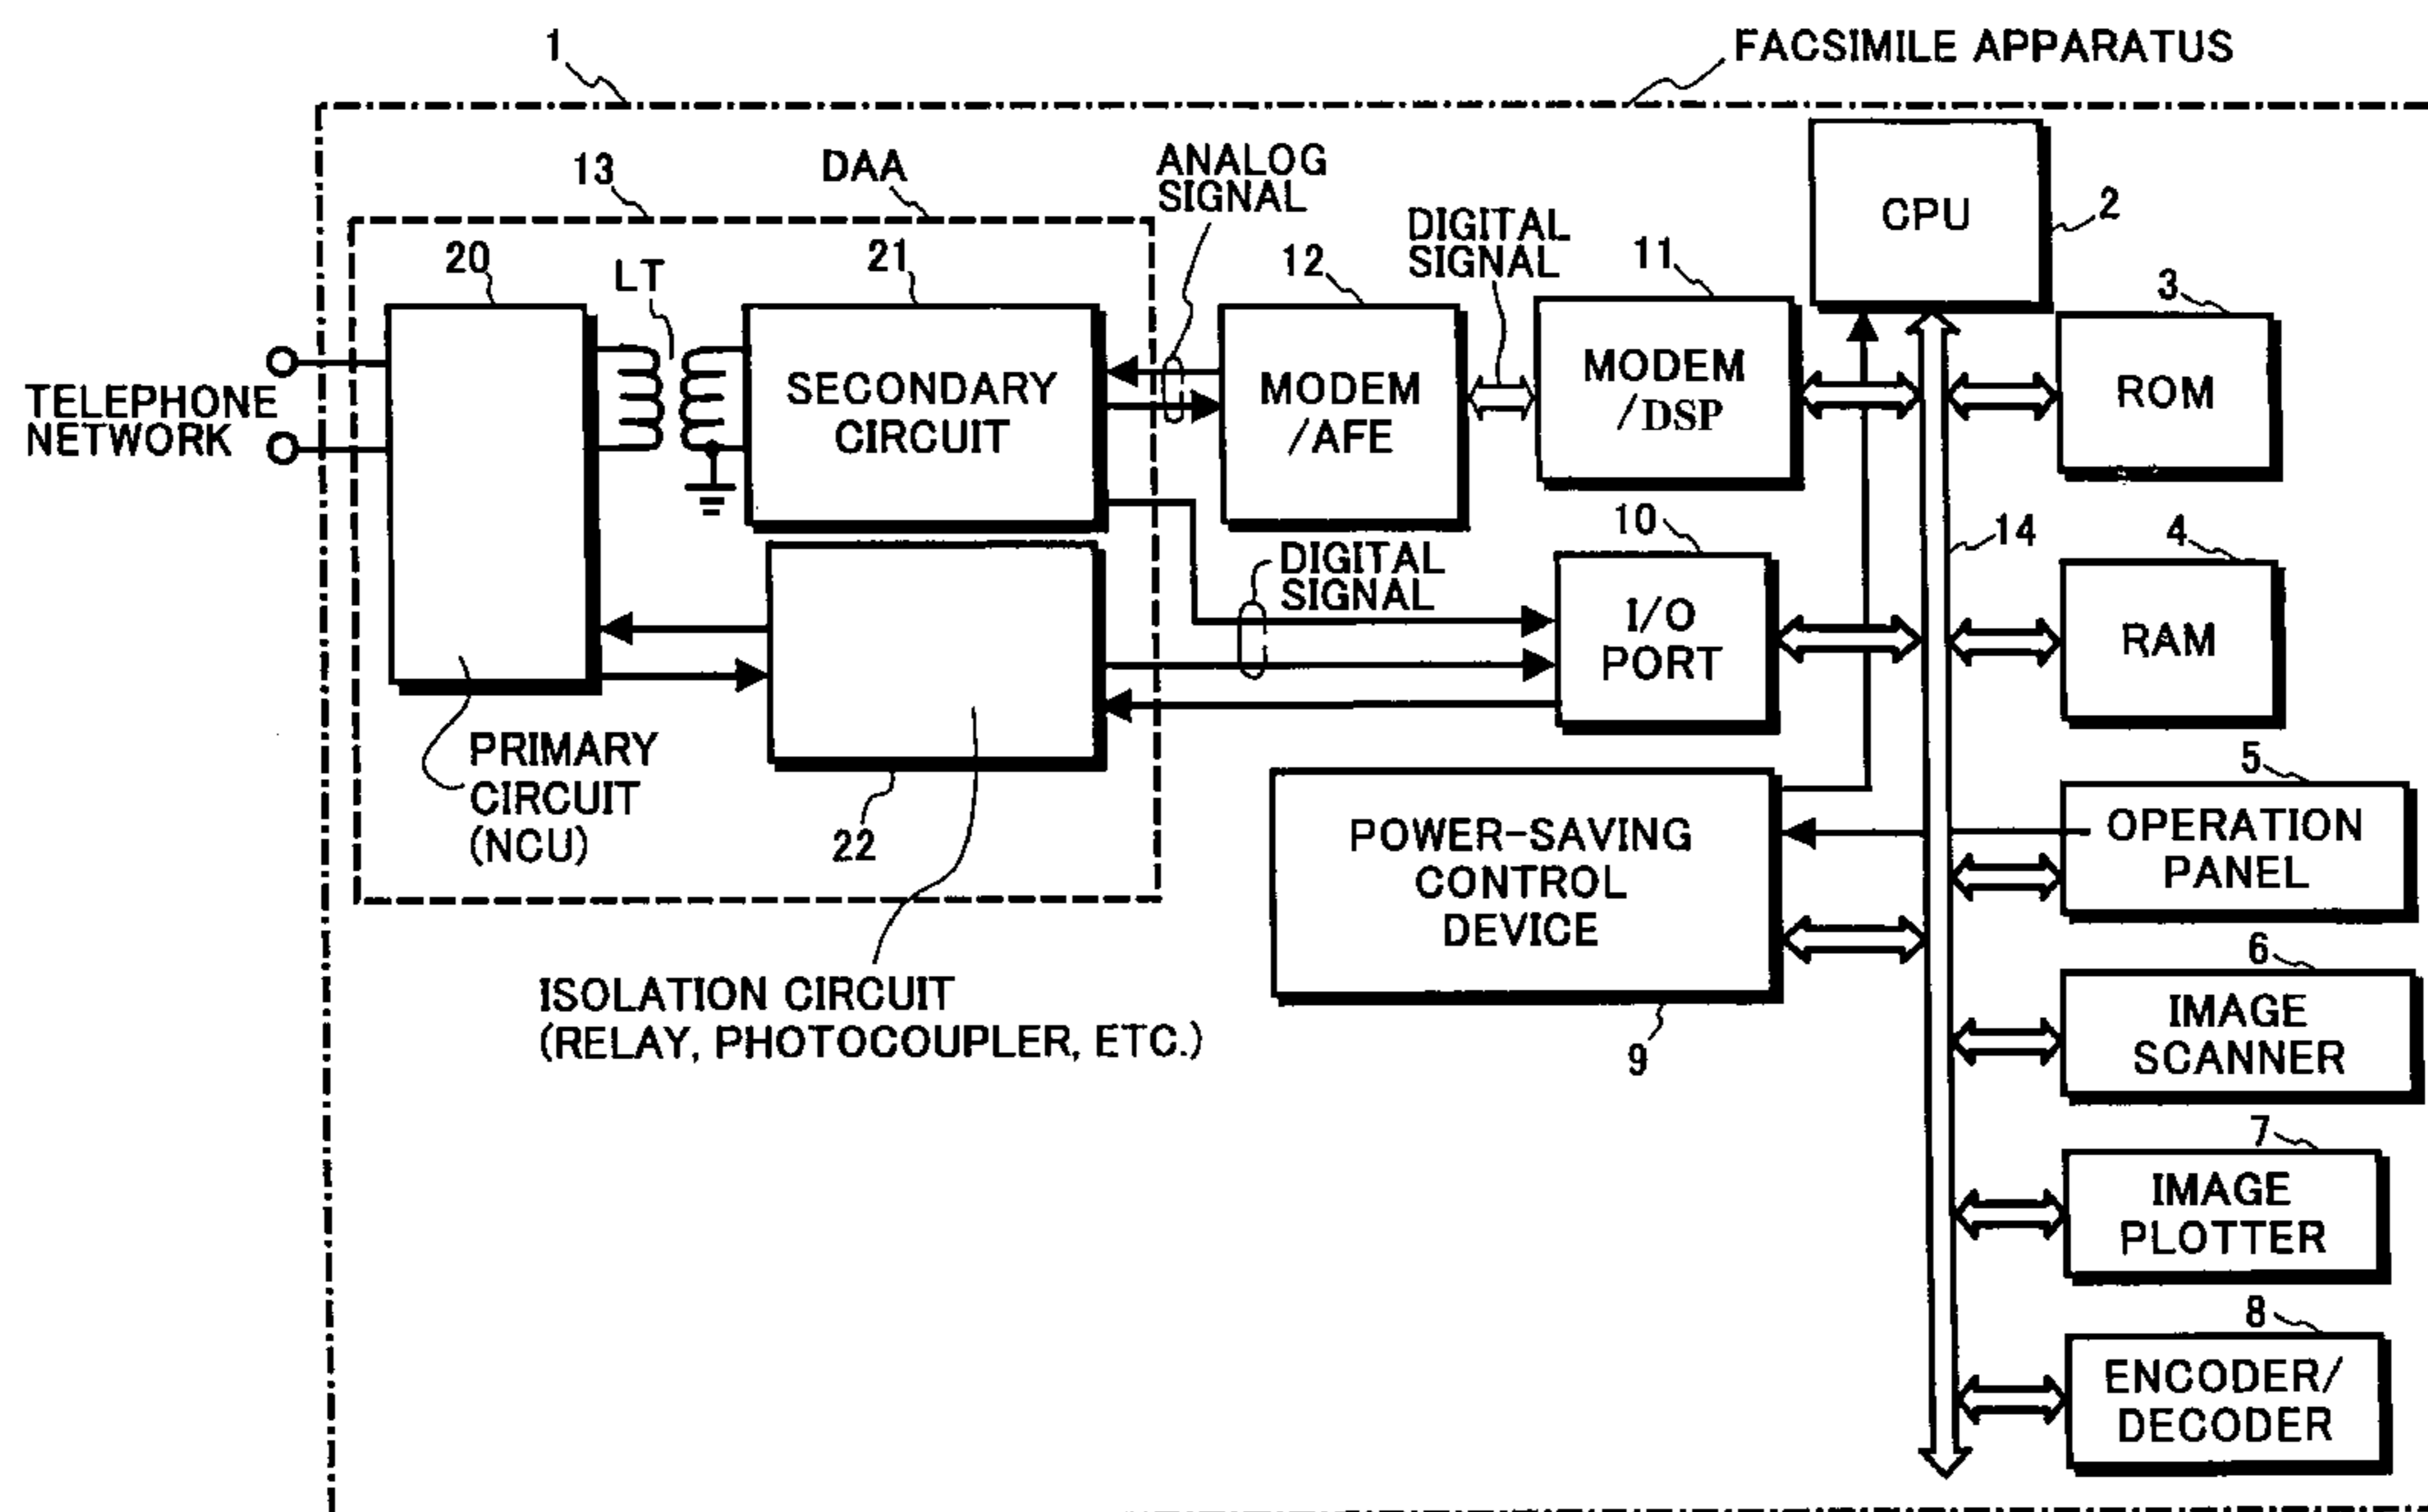 1
FACSIMILE APPARATUS
13
DAA
ANALOG
SIGNAL
DIGITAL
SIGNAL
CPU
2
20
LT
21
12
11
3
TELEPHONE
NETWORK
SECONDARY
CIRCUIT
MODEM
/AFE
MODEM
/DSP
ROM
14
10
4
DIGITAL
SIGNAL
I/O
PORT
RAM
PRIMARY
CIRCUIT
(NCU)
22
5
POWER-SAVING
CONTROL
DEVICE
OPERATION
PANEL
ISOLATION CIRCUIT
(RELAY, PHOTOCOUPLER, ETC.)
9
6
IMAGE
SCANNER
7
IMAGE
PLOTTER
8
ENCODER/
DECODER